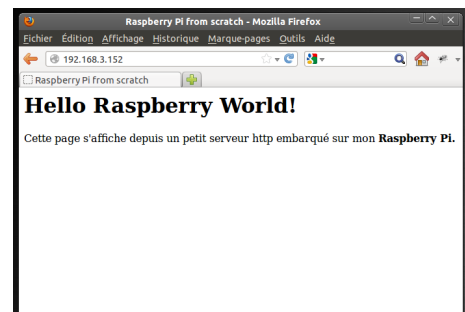 Raspberry Pi from scratch - Mozilla Firefox
Fichier Édition Affichage Historique Marque-pages Outils Aide
192.168.3.152
Raspberry Pi from scratch
Hello Raspberry World!
Cette page s'affiche depuis un petit serveur http embarqué sur mon Raspberry Pi.